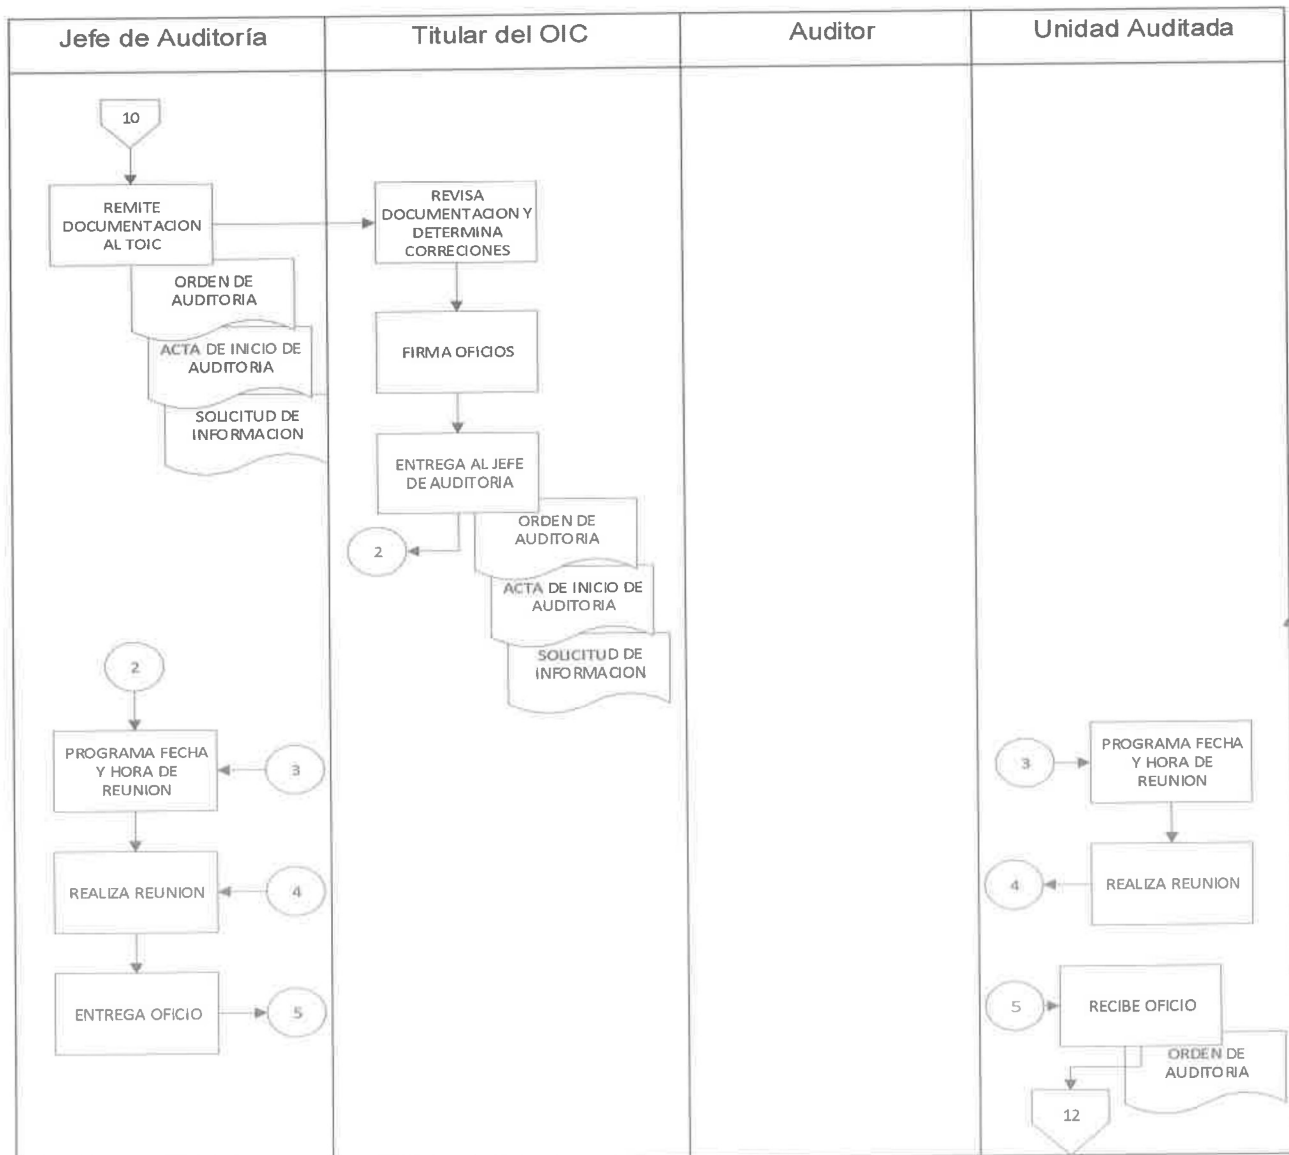 Jefe de Auditoría
Titular del OIC
Auditor
Unidad Auditada
10
REMITE
DOCUMENTACION
AL TOIC
ORDEN DE
AUDITORIA
ACTA DE INICIO DE
AUDITORIA
SOLICITUD DE
INFORMACION
REVISA
DOCUMENTACION Y
DETERMINA
CORRECIONES
FIRMA OFICIOS
ENTREGA AL JEFE
DE AUDITORIA
2
ORDEN DE
AUDITORIA
ACTA DE INICIO DE
AUDITORIA
SOLICITUD DE
INFORMACION
2
PROGRAMA FECHA
Y HORA DE
REUNION
3
REALIZA REUNION
4
ENTREGA OFICIO
5
3
PROGRAMA FECHA
Y HORA DE
REUNION
4
REALIZA REUNION
5
RECIBE OFICIO
ORDEN DE
AUDITORIA
12